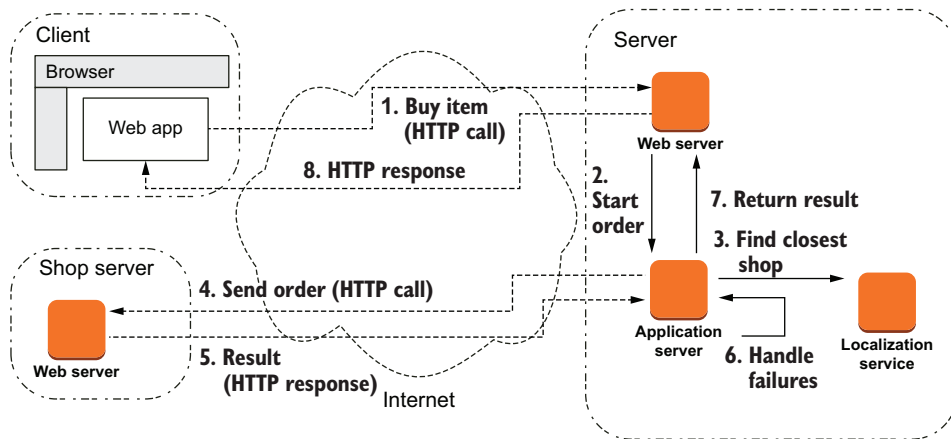 Client
Browser
Web app
1. Buy item
(HTTP call)
8. HTTP response
Server
Web server
2.
Start
order
7. Return result
3. Find closest
shop
Shop server
4. Send order (HTTP call)
Web server
5. Result
(HTTP response)
Internet
Application
server
6. Handle
failures
Localization
service